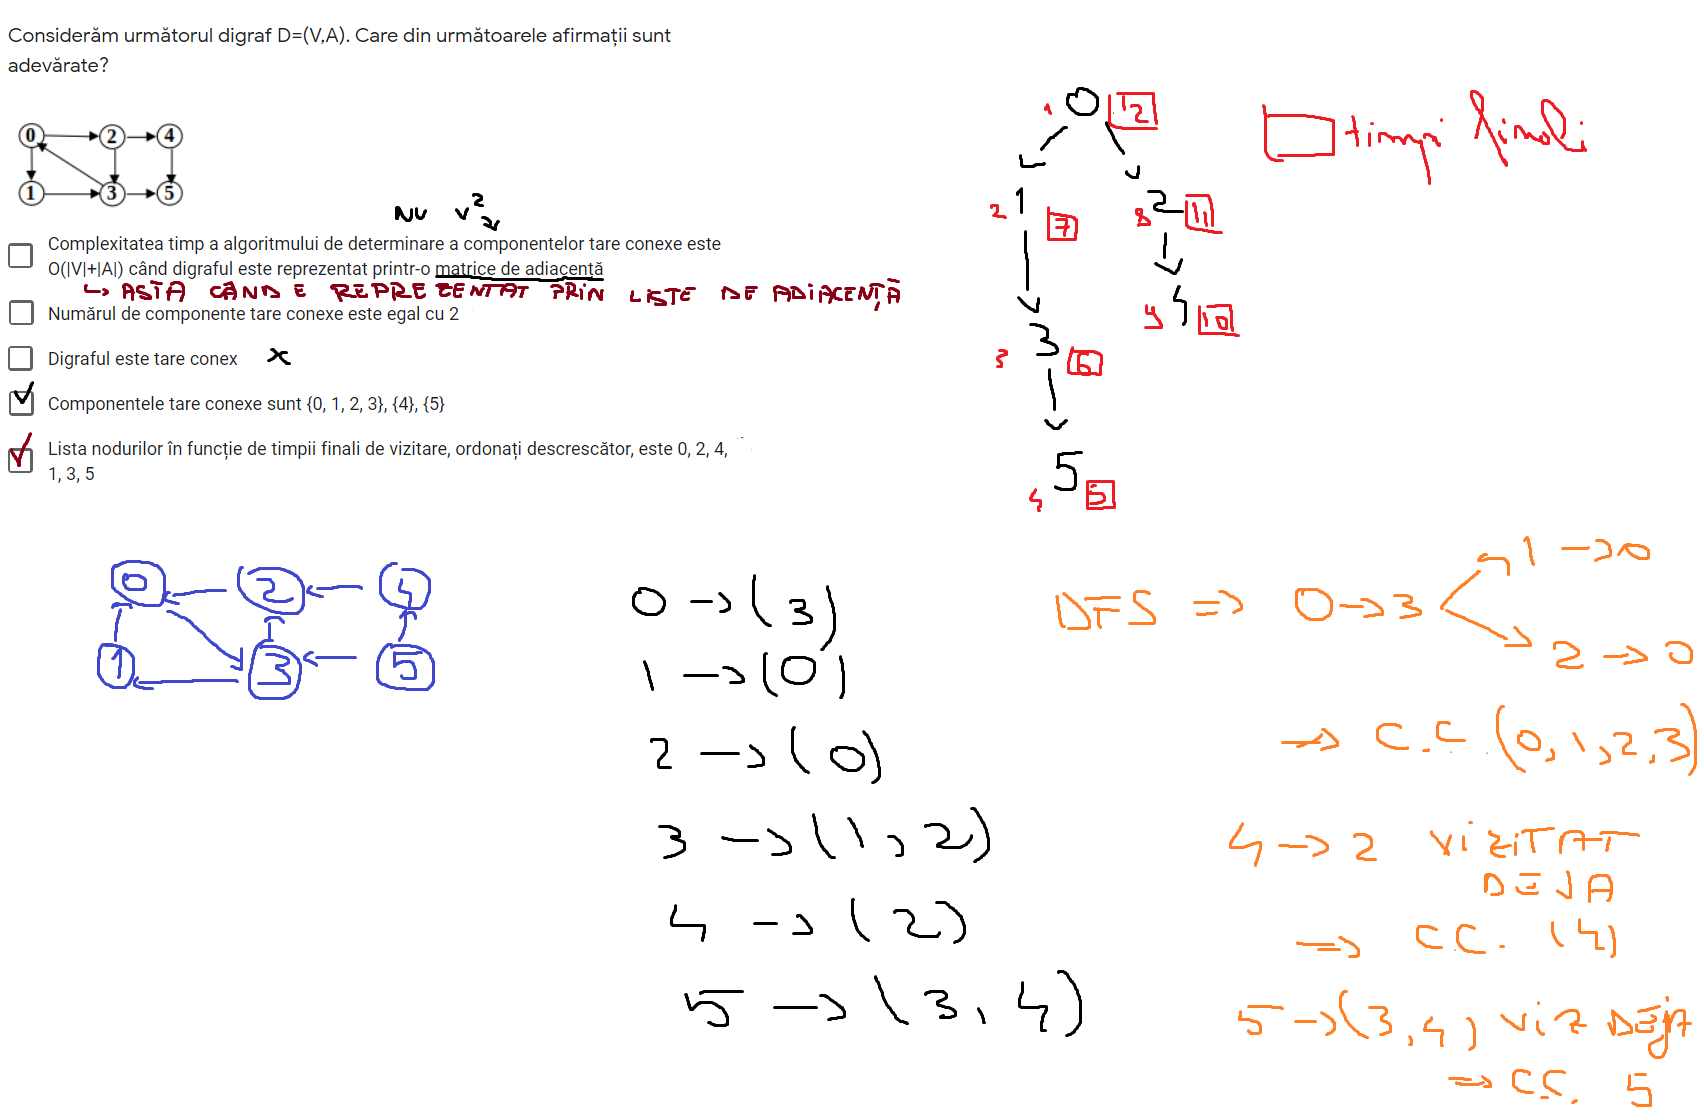 Considerăm următorul digraf D=(V,A). Care din următoarele afirmații sunt
adevărate?
0 2 4
1 3 5
NU V²
Complexitatea timp a algoritmului de determinare a componentelor tare conexe este
O(|V|+|A|) când digraful este reprezentat printr-o matrice de adiacență
↳ ASTA CÂND E REPREZENTAT PRIN LISTE DE ADIACENȚĂ
Numărul de componente tare conexe este egal cu 2
Digraful este tare conex x
Componentele tare conexe sunt {0, 1, 2, 3}, {4}, {5}
Lista nodurilor în funcție de timpii finali de vizitare, ordonați descrescător, este 0, 2, 4,
1, 3, 5
1 0 12
timpi finali
2 1 7 8 2 11
3 3 6 9 4 10
4 5 5
0 2 4
1 3 5
0 → (3)
1 → (0)
2 → (0)
3 → (1, 2)
4 → (2)
5 → (3, 4)
DFS => 0 → 3
1 → 0
2 → 0
→ C.C. (0, 1, 2, 3)
4 → 2 VIZITAT
DEJA
=> C.C. (4)
5 → (3, 4) VIZ DEJA
=> C.C. 5